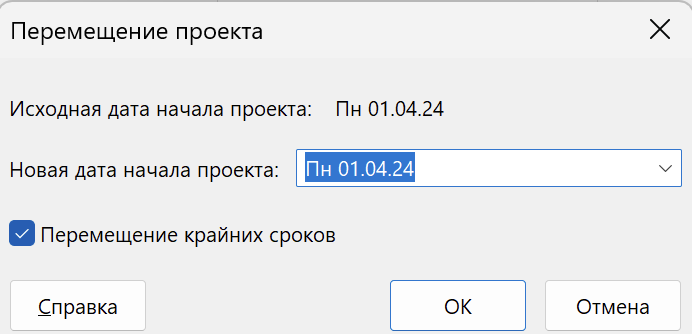 Перемещение проекта
Исходная дата начала проекта: Пн 01.04.24
Новая дата начала проекта: Пн 01.04.24
Перемещение крайних сроков
Справка ОК Отмена